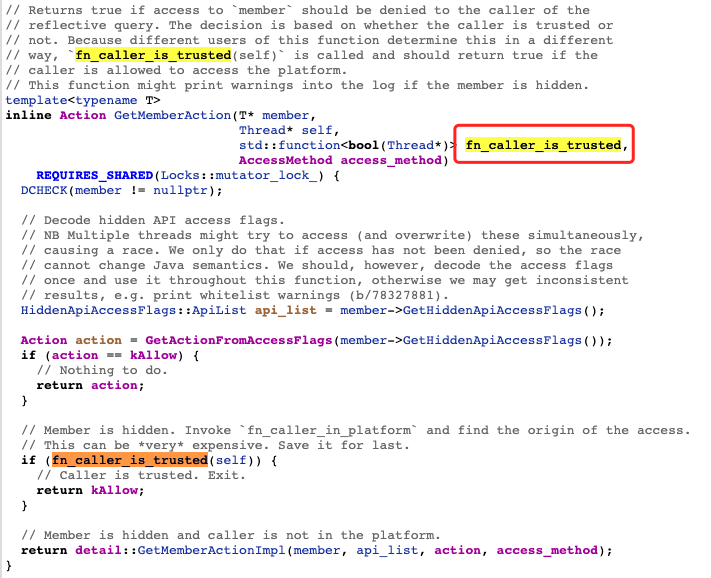 // Returns true if access to `member` should be denied to the caller of the
// reflective query. The decision is based on whether the caller is trusted or
// not. Because different users of this function determine this in a different
// way, `fn_caller_is_trusted(self)` is called and should return true if the
// caller is allowed to access the platform.
// This function might print warnings into the log if the member is hidden.
template<typename T>
inline Action GetMemberAction(T* member,
                              Thread* self,
                              std::function<bool(Thread*)> fn_caller_is_trusted,
                              AccessMethod access_method)
    REQUIRES_SHARED(Locks::mutator_lock_) {
  DCHECK(member != nullptr);

  // Decode hidden API access flags.
  // NB Multiple threads might try to access (and overwrite) these simultaneously,
  // causing a race. We only do that if access has not been denied, so the race
  // cannot change Java semantics. We should, however, decode the access flags
  // once and use it throughout this function, otherwise we may get inconsistent
  // results, e.g. print whitelist warnings (b/78327881).
  HiddenApiAccessFlags::ApiList api_list = member->GetHiddenApiAccessFlags();

  Action action = GetActionFromAccessFlags(member->GetHiddenApiAccessFlags());
  if (action == kAllow) {
    // Nothing to do.
    return action;
  }

  // Member is hidden. Invoke `fn_caller_in_platform` and find the origin of the access.
  // This can be *very* expensive. Save it for last.
  if (fn_caller_is_trusted(self)) {
    // Caller is trusted. Exit.
    return kAllow;
  }

  // Member is hidden and caller is not in the platform.
  return detail::GetMemberActionImpl(member, api_list, action, access_method);
}